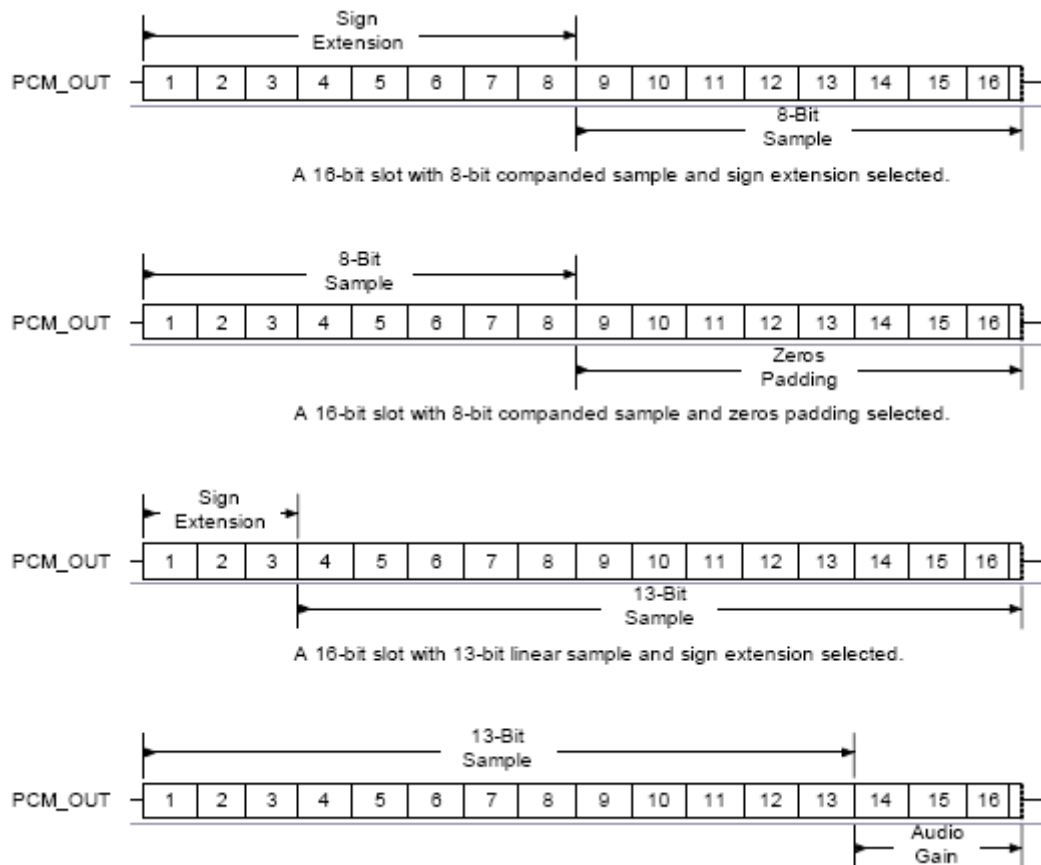 Sign
Extension
PCM_OUT 1 2 3 4 5 6 7 8 9 10 11 12 13 14 15 16
8-Bit
Sample
A 16-bit slot with 8-bit companded sample and sign extension selected.
8-Bit
Sample
PCM_OUT 1 2 3 4 5 6 7 8 9 10 11 12 13 14 15 16
Zeros
Padding
A 16-bit slot with 8-bit companded sample and zeros padding selected.
Sign
Extension
PCM_OUT 1 2 3 4 5 6 7 8 9 10 11 12 13 14 15 16
13-Bit
Sample
A 16-bit slot with 13-bit linear sample and sign extension selected.
13-Bit
Sample
PCM_OUT 1 2 3 4 5 6 7 8 9 10 11 12 13 14 15 16
Audio
Gain